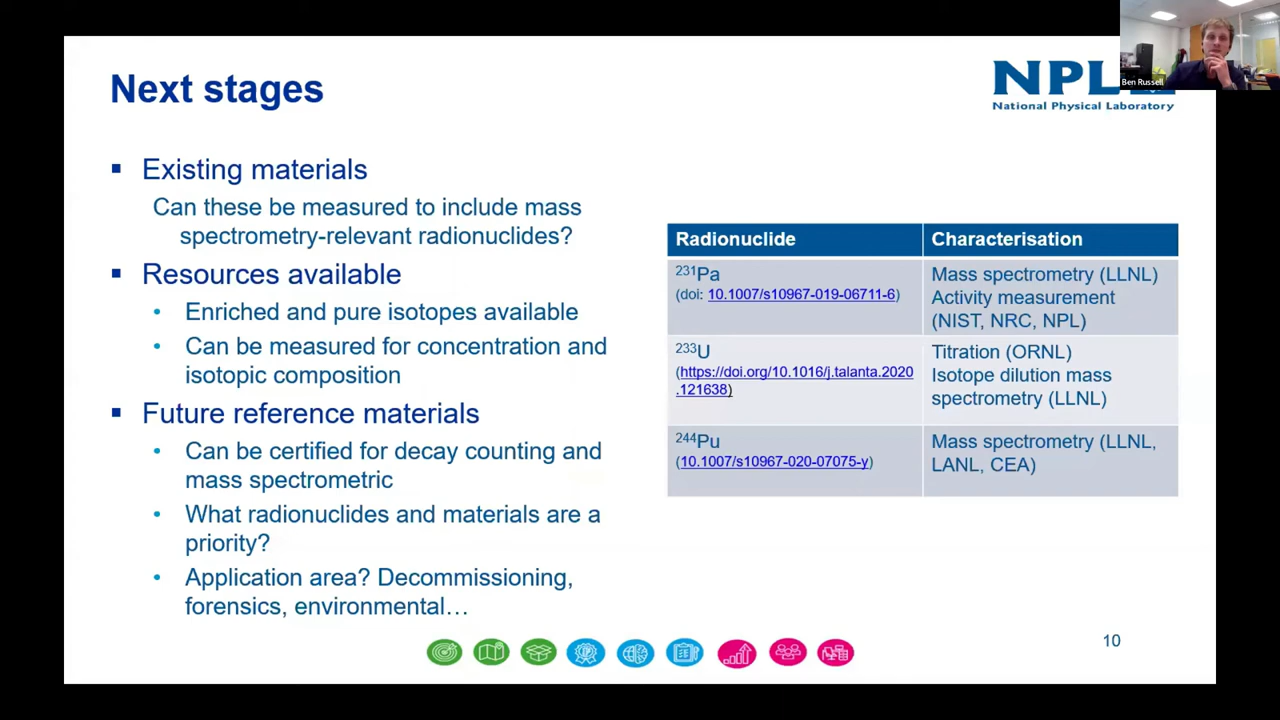 Next stages
NPL
National Physical Laboratory
Ben Russell
▪ Existing materials
Can these be measured to include mass
spectrometry-relevant radionuclides?
▪ Resources available
• Enriched and pure isotopes available
• Can be measured for concentration and
isotopic composition
▪ Future reference materials
• Can be certified for decay counting and
mass spectrometric
• What radionuclides and materials are a
priority?
• Application area? Decommissioning,
forensics, environmental…
Radionuclide
Characterisation
²³¹Pa
(doi: 10.1007/s10967-019-06711-6)
Mass spectrometry (LLNL)
Activity measurement
(NIST, NRC, NPL)
²³³U
(https://doi.org/10.1016/j.talanta.2020
.121638)
Titration (ORNL)
Isotope dilution mass
spectrometry (LLNL)
²⁴⁴Pu
(10.1007/s10967-020-07075-y)
Mass spectrometry (LLNL,
LANL, CEA)
10